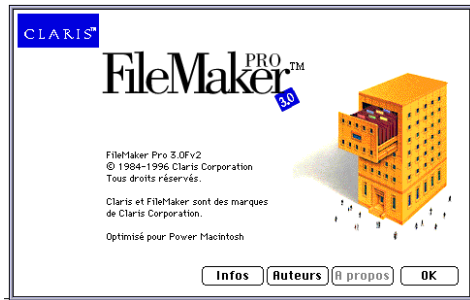 CLARIS™
FileMaker™
PRO
3.0
FileMaker Pro 3.0Fv2
© 1984-1996 Claris Corporation
Tous droits réservés.
Claris et FileMaker sont des marques
de Claris Corporation.
Optimisé pour Power Macintosh
Infos
Auteurs
A propos
OK